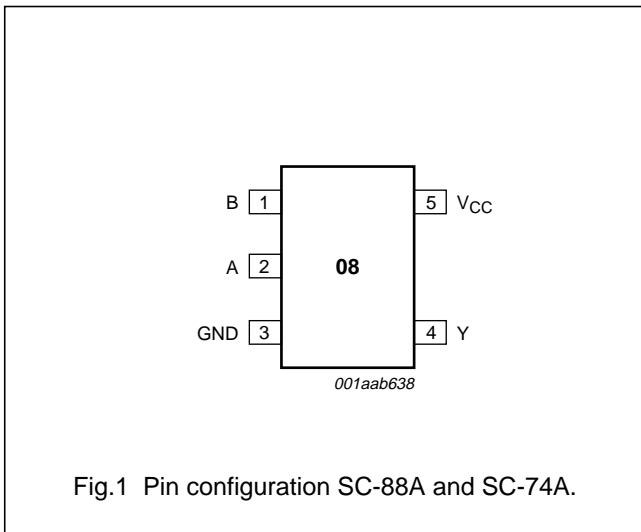 B 1 5 VCC
A 2 08
GND 3 4 Y
001aab638
Fig.1 Pin configuration SC-88A and SC-74A.